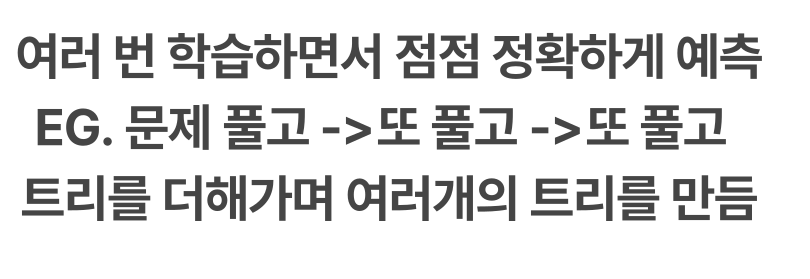 여러 번 학습하면서 점점 정확하게 예측
EG. 문제 풀고 ->또 풀고 ->또 풀고
트리를 더해가며 여러개의 트리를 만듬